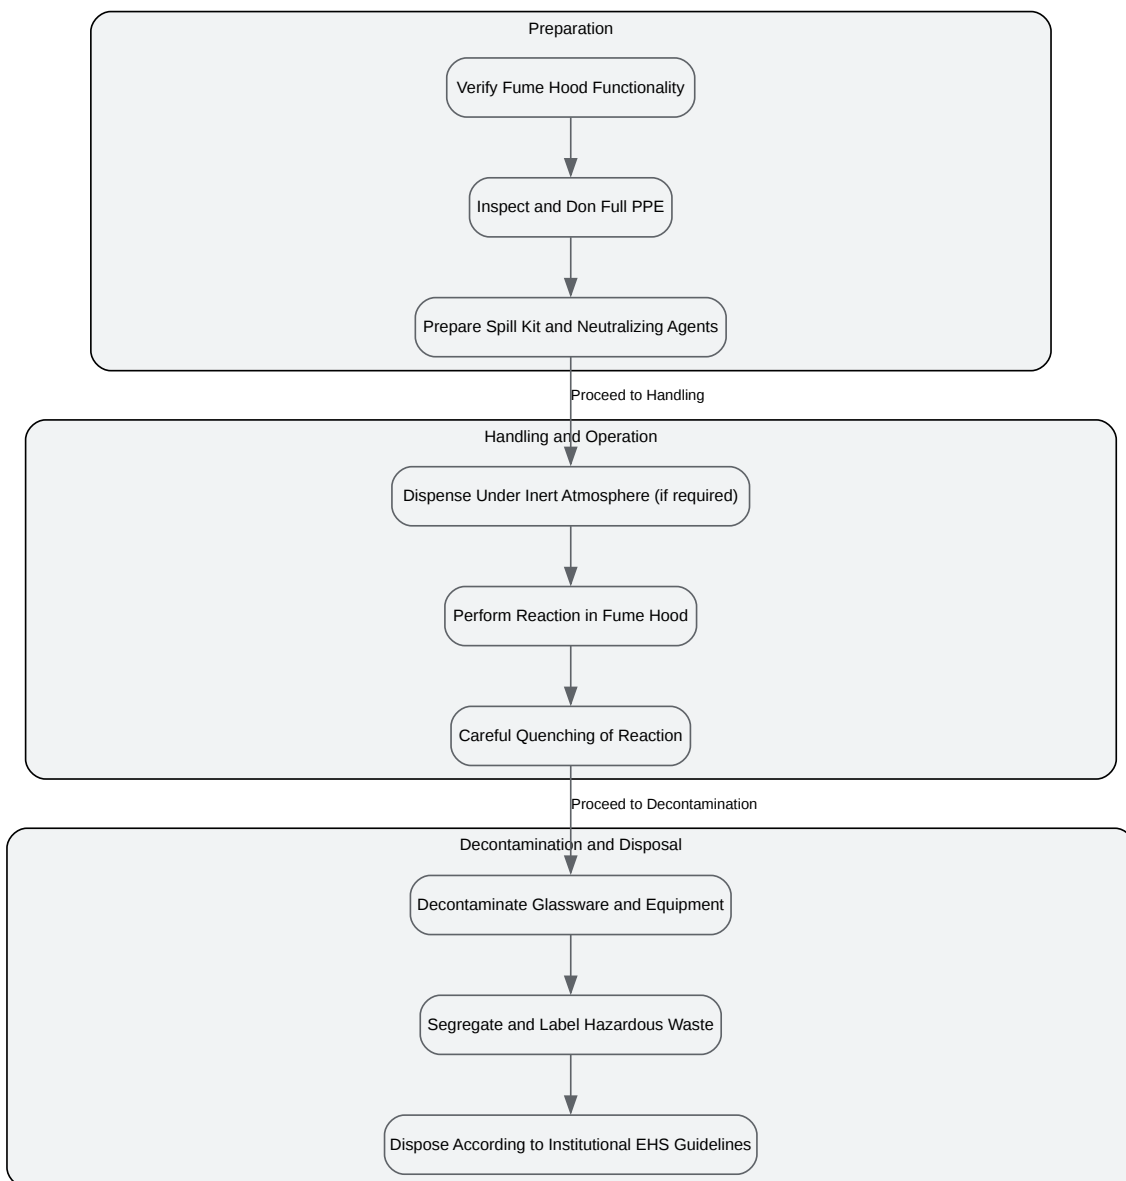 Preparation
Verify Fume Hood Functionality
Inspect and Don Full PPE
Prepare Spill Kit and Neutralizing Agents
Proceed to Handling
Handling and Operation
Dispense Under Inert Atmosphere (if required)
Perform Reaction in Fume Hood
Careful Quenching of Reaction
Proceed to Decontamination
Decontamination and Disposal
Decontaminate Glassware and Equipment
Segregate and Label Hazardous Waste
Dispose According to Institutional EHS Guidelines